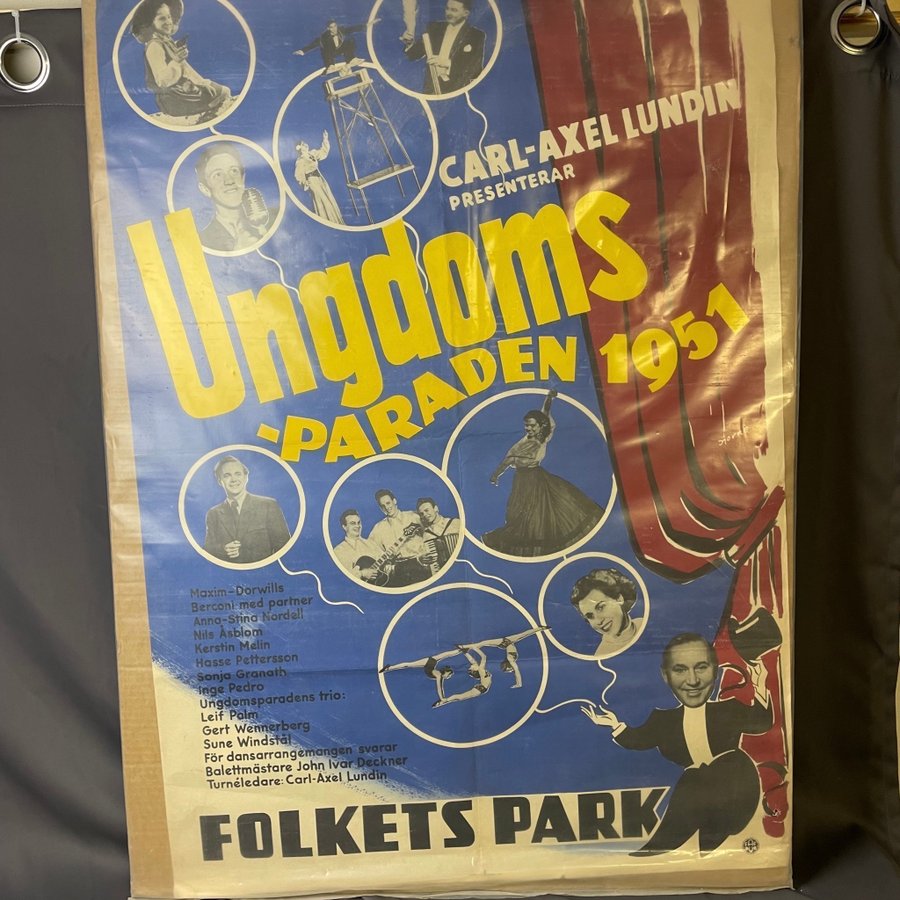 CARL-AXEL LUNDIN
PRESENTERAR
Ungdoms
-PARADEN 1951
Maxim-Dorwills
Berconi med partner
Anna-Stina Nordell
Nils Åsblom
Kerstin Melin
Hasse Pettersson
Sonja Granath
Inge Pedro
Ungdomsparadens trio:
Leif Palm
Gert Wennerberg
Sune Windstål
För dansarrangemangen svarar
Balettmästare John Ivar Deckner
Turnéledare: Carl-Axel Lundin
FOLKETS PARK